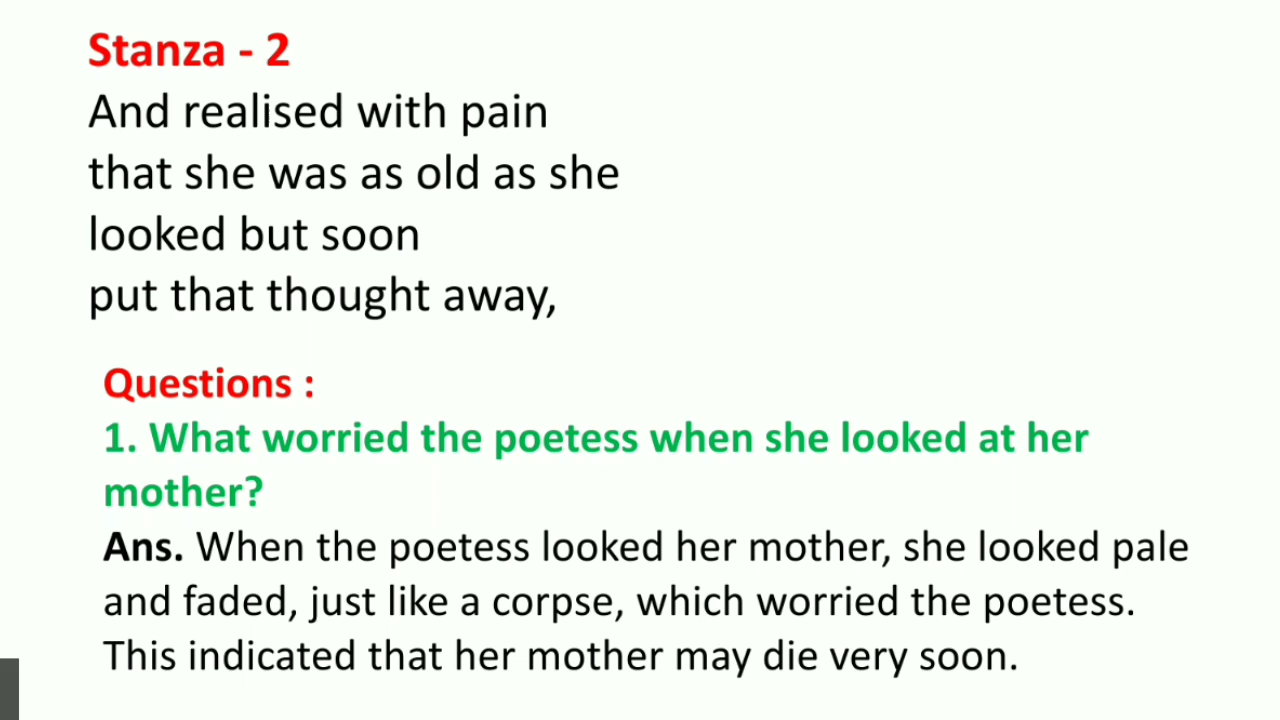 Stanza - 2
And realised with pain
that she was as old as she
looked but soon
put that thought away,
Questions :
1. What worried the poetess when she looked at her
mother?
Ans. When the poetess looked her mother, she looked pale
and faded, just like a corpse, which worried the poetess.
This indicated that her mother may die very soon.